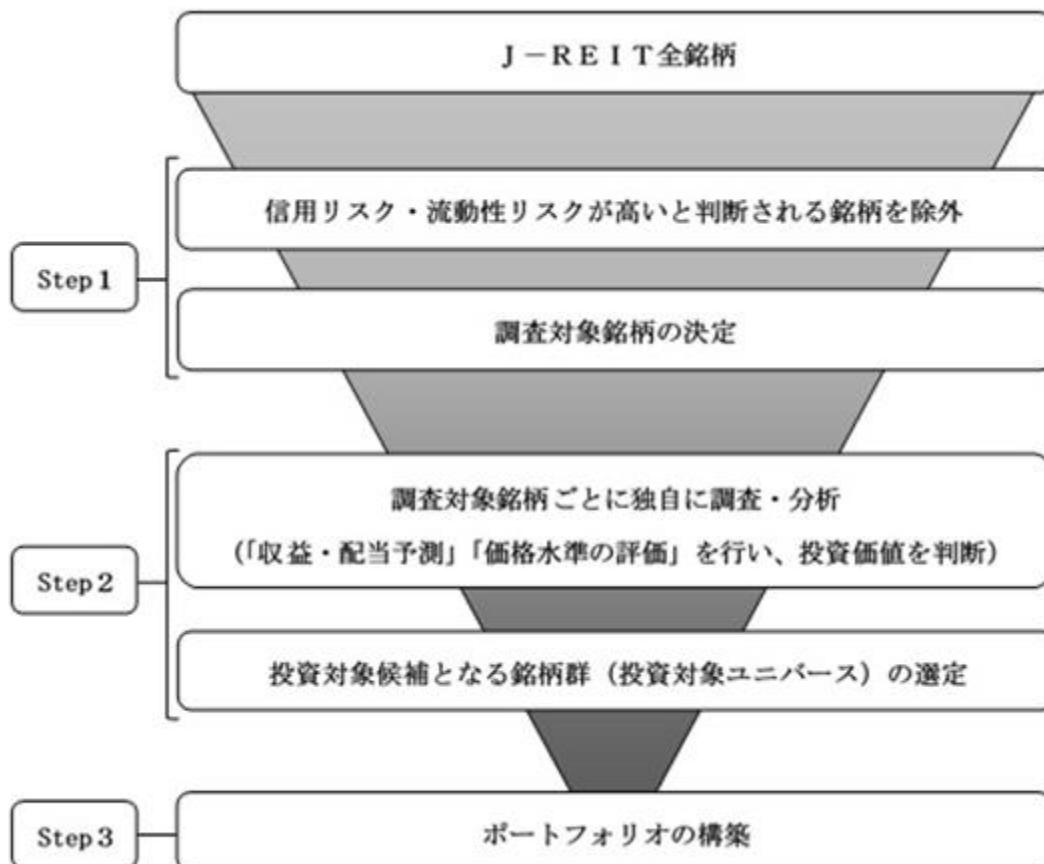 J－REIT全銘柄
信用リスク・流動性リスクが高いと判断される銘柄を除外
Step1
調査対象銘柄の決定
調査対象銘柄ごとに独自に調査・分析
（「収益・配当予測」「価格水準の評価」を行い、投資価値を判断）
Step2
投資対象候補となる銘柄群（投資対象ユニバース）の選定
Step3
ポートフォリオの構築